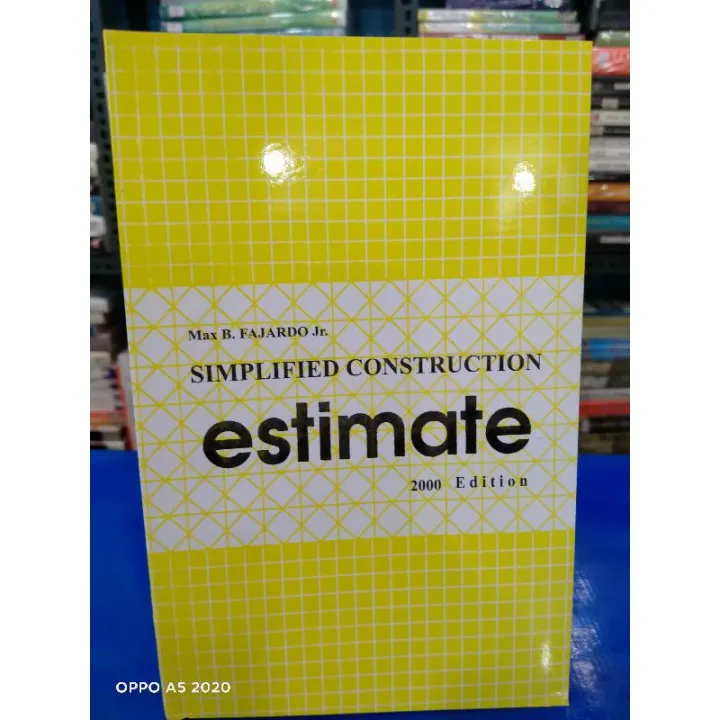 Max B. FAJARDO Jr.
SIMPLIFIED CONSTRUCTION
estimate
2000 Edition
OPPO A5 2020